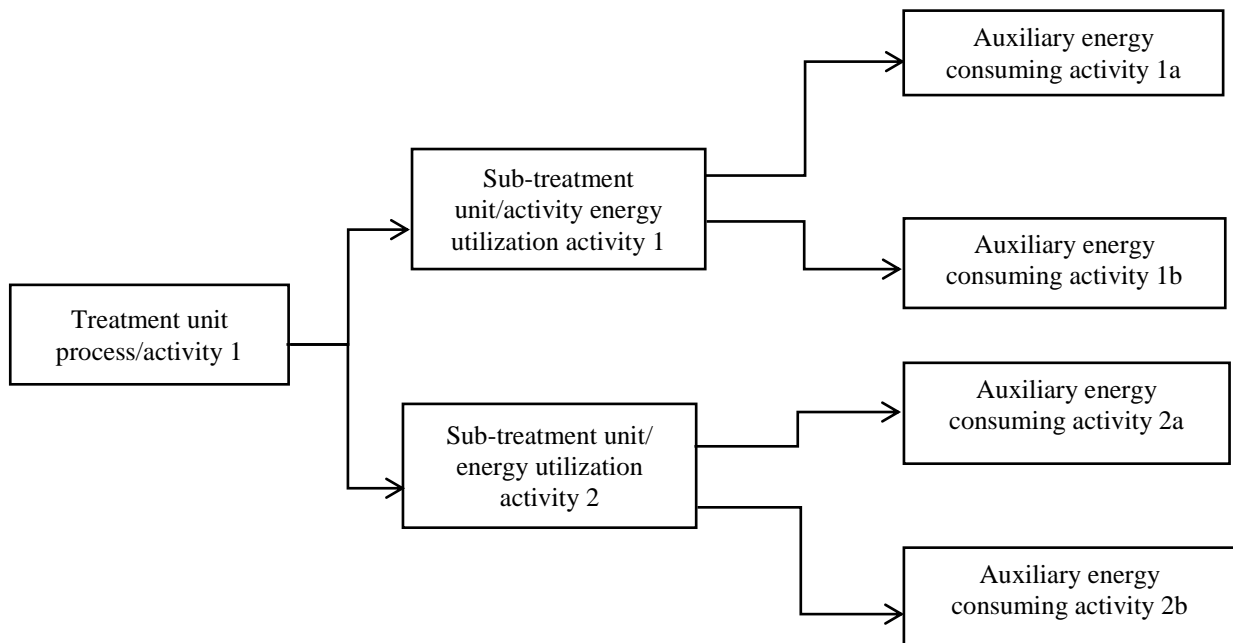 Auxiliary energy
consuming activity 1a
Sub-treatment
unit/activity energy
utilization activity 1
Auxiliary energy
consuming activity 1b
Treatment unit
process/activity 1
Auxiliary energy
consuming activity 2a
Sub-treatment unit/
energy utilization
activity 2
Auxiliary energy
consuming activity 2b